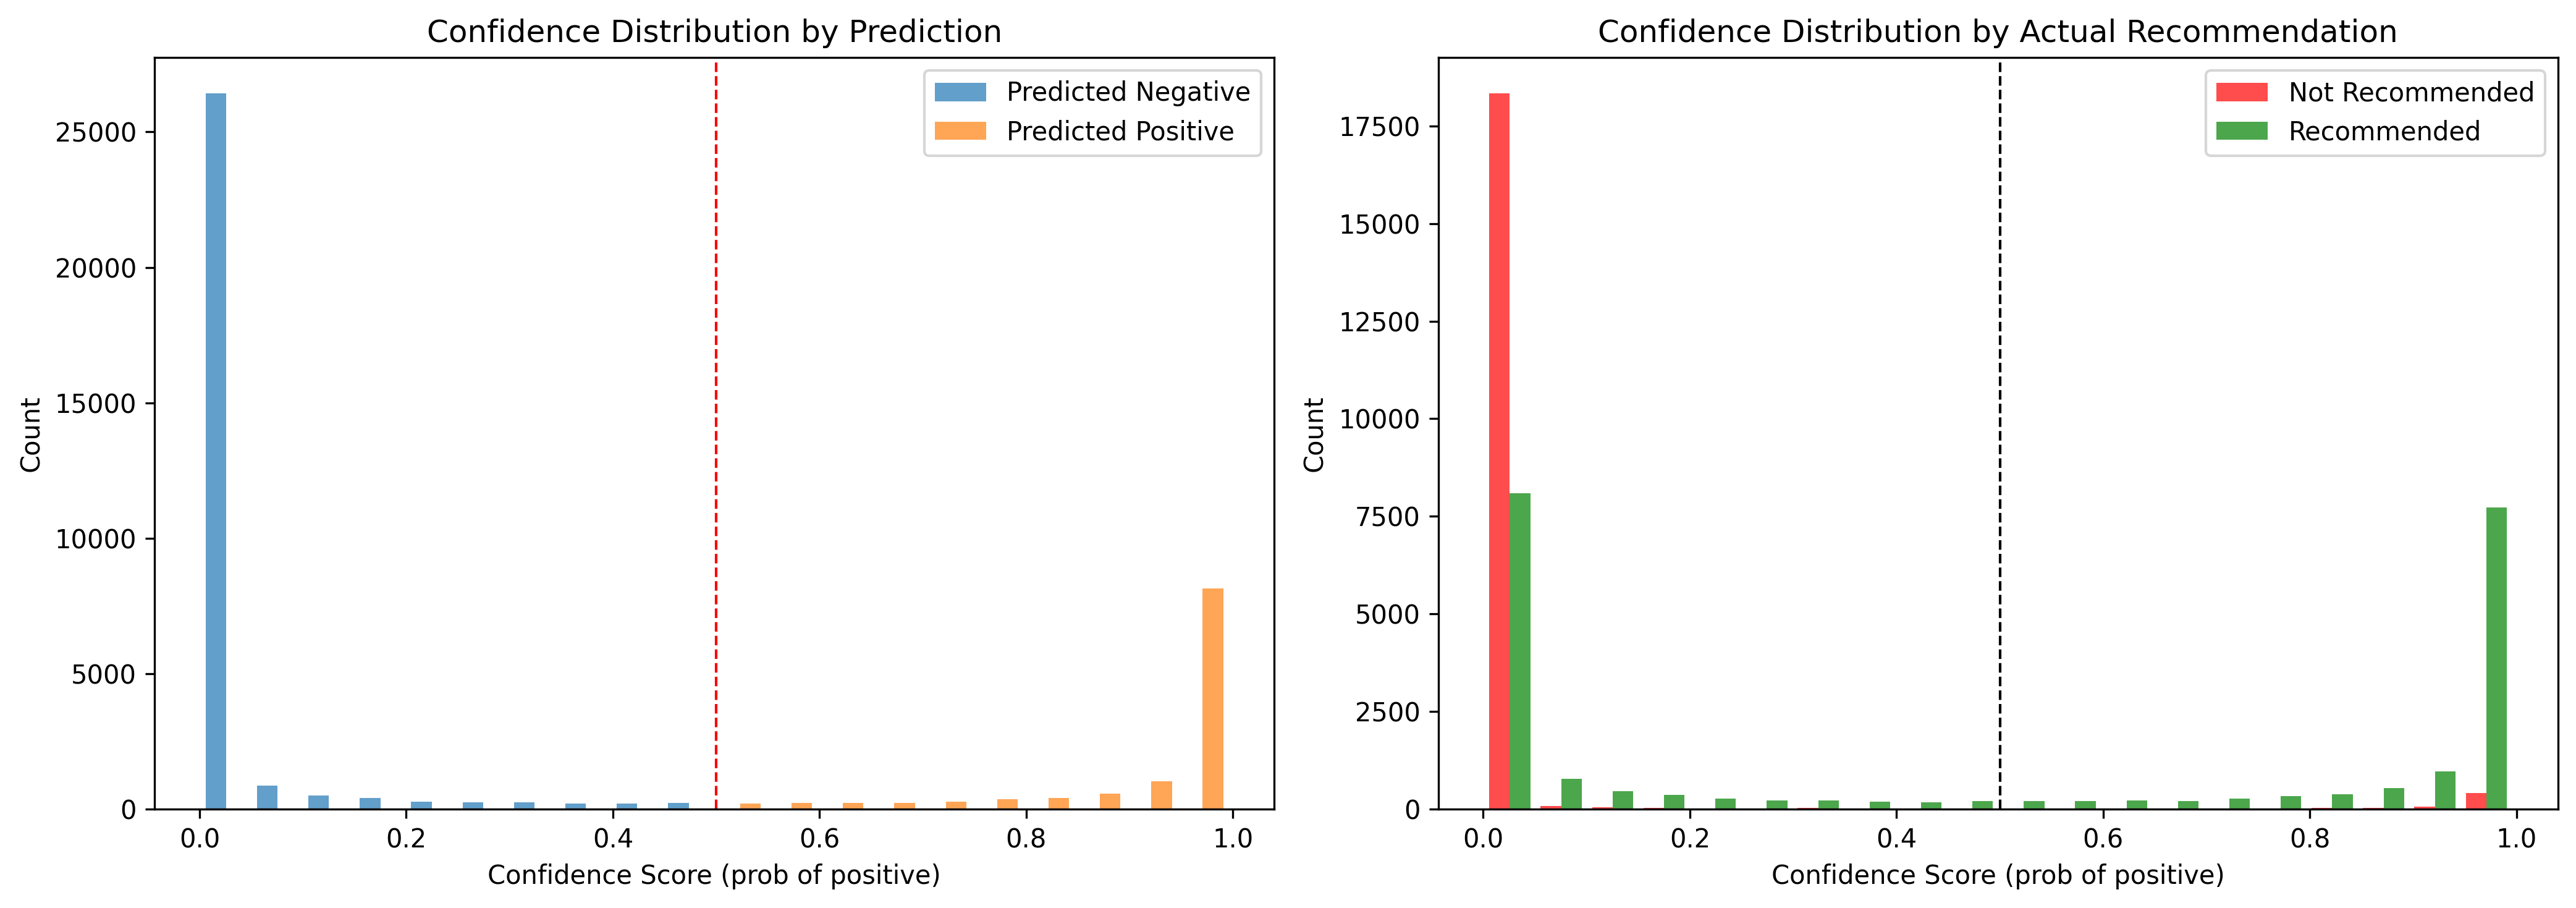 Confidence Distribution by Prediction
Count
25000
20000
15000
10000
5000
0
Predicted Negative
Predicted Positive
0.0 0.2 0.4 0.6 0.8 1.0
Confidence Score (prob of positive)
Confidence Distribution by Actual Recommendation
Count
17500
15000
12500
10000
7500
5000
2500
0
Not Recommended
Recommended
0.0 0.2 0.4 0.6 0.8 1.0
Confidence Score (prob of positive)